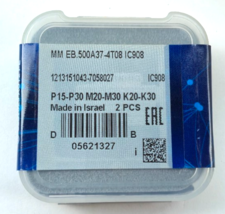 MM EB.500A37-4T08 IC908
1213151043-7058027 IC908
P15-P30 M20-M30 K20-K30
Made in Israel 2 PCS
EAC
D B
05621327
i